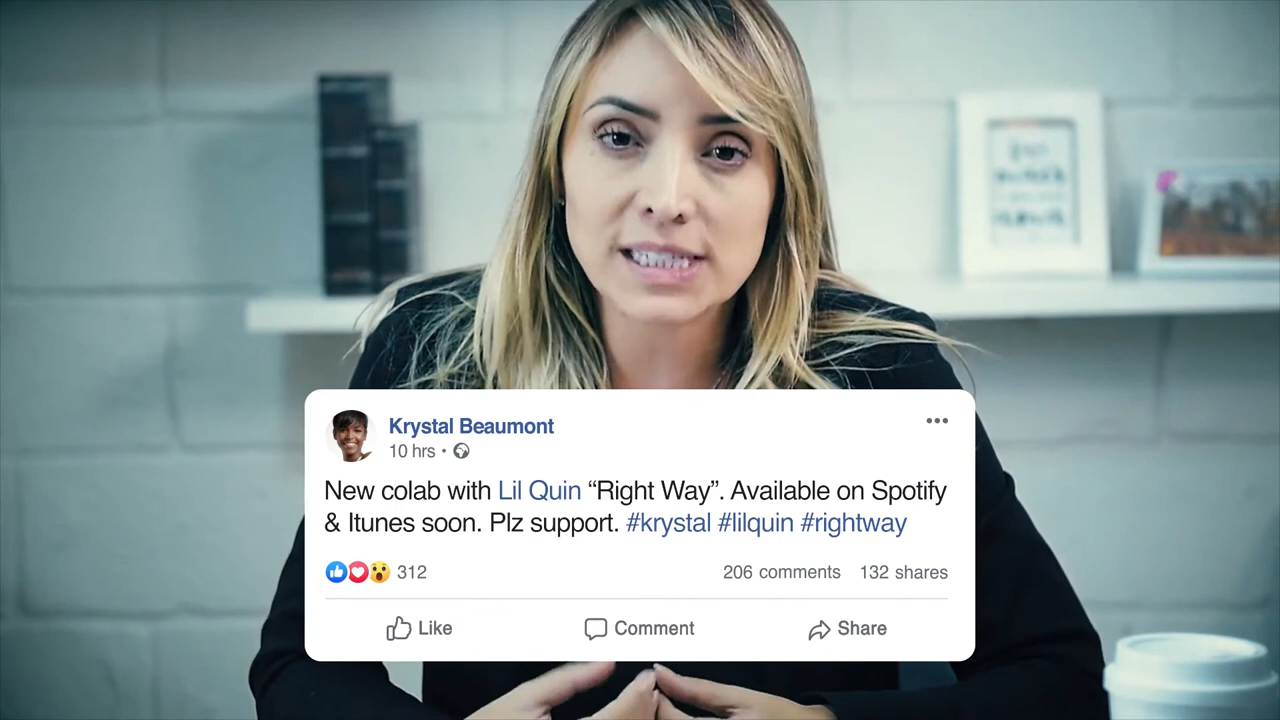 Krystal Beaumont
10 hrs
New colab with Lil Quin “Right Way”. Available on Spotify
& Itunes soon. Plz support. #krystal #lilquin #rightway
312
206 comments 132 shares
Like Comment Share